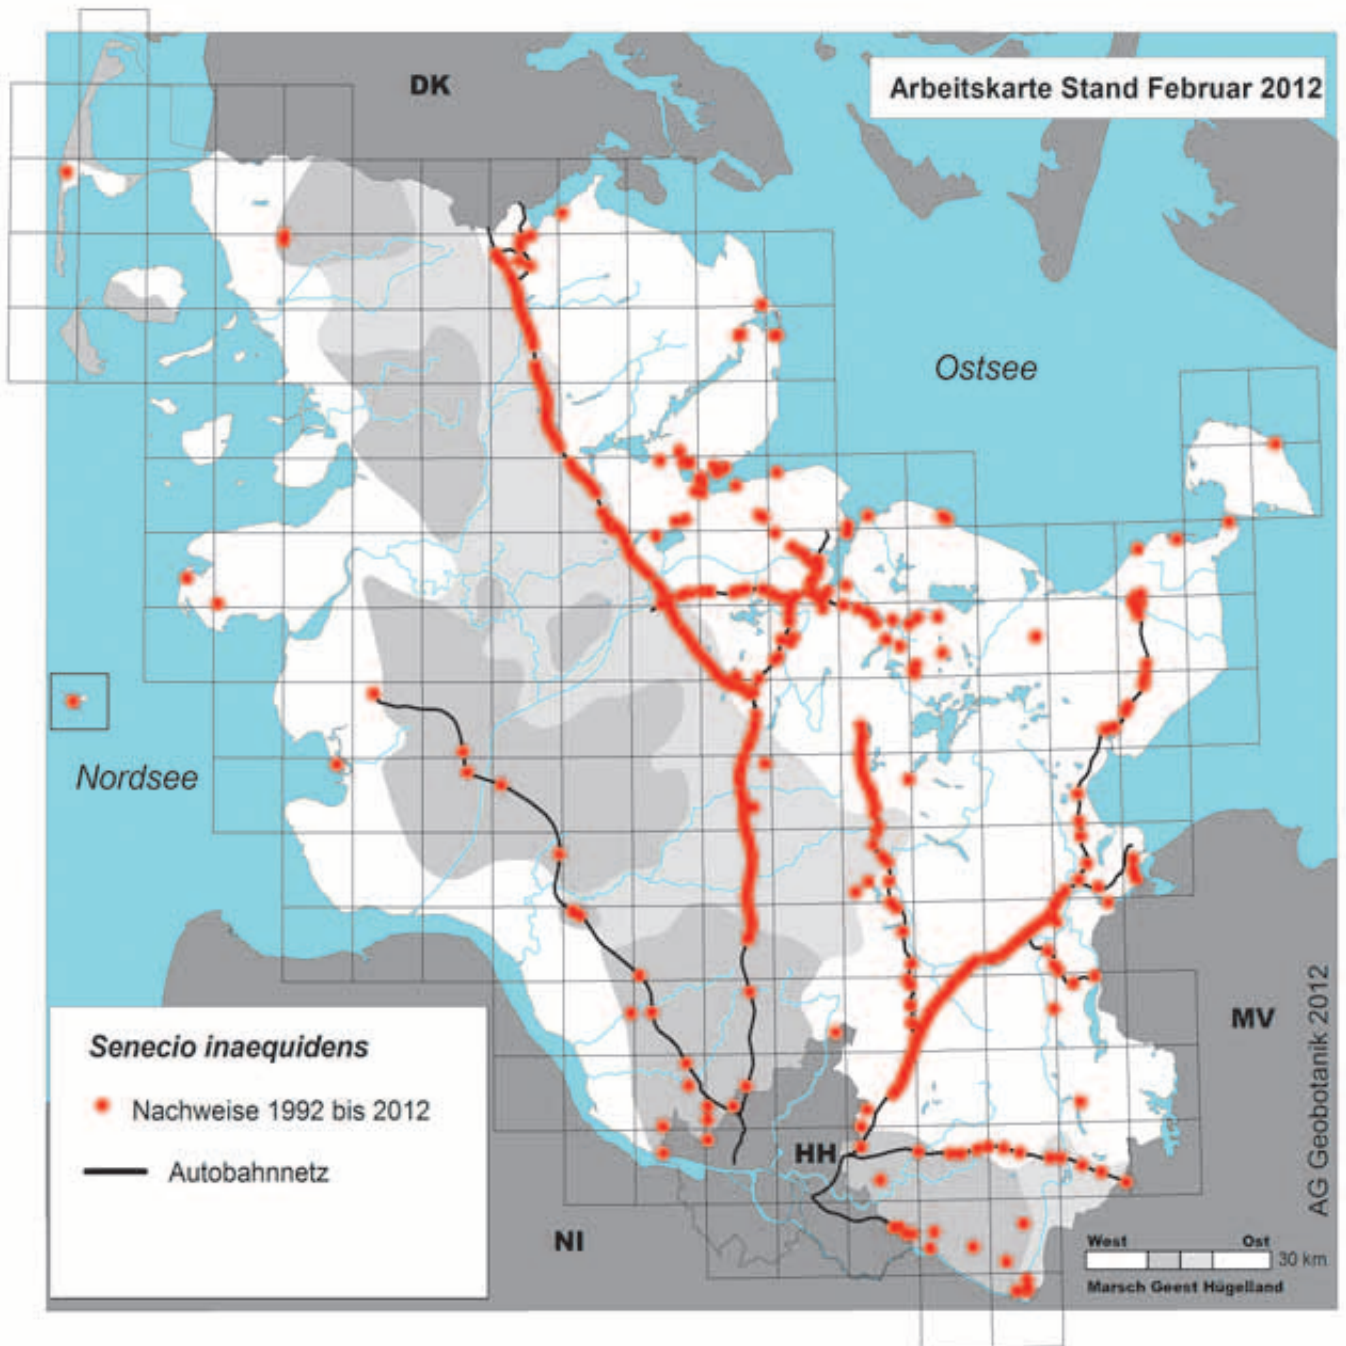 DK
Arbeitskarte Stand Februar 2012
Ostsee
Nordsee
Senecio inaequidens
Nachweise 1992 bis 2012
Autobahnnetz
HH
NI
MV
AG Geobotanik 2012
West Ost
30 km
Marsch Geest Hügelland